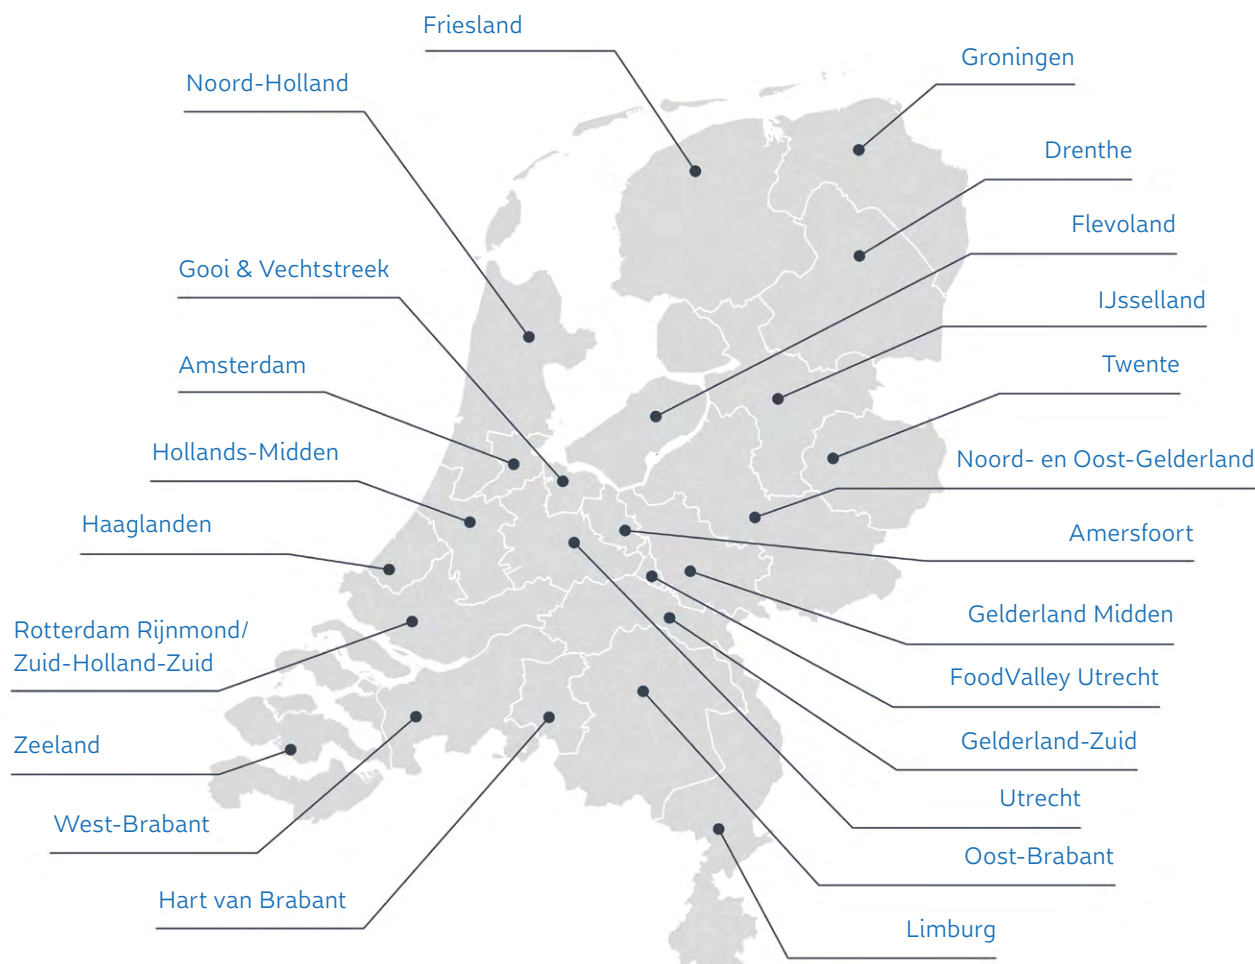 Friesland
Groningen
Noord-Holland
Drenthe
Flevoland
Gooi & Vechtstreek
IJsselland
Amsterdam
Twente
Hollands-Midden
Noord- en Oost-Gelderland
Haaglanden
Amersfoort
Gelderland Midden
Rotterdam Rijnmond/
Zuid-Holland-Zuid
FoodValley Utrecht
Zeeland
Gelderland-Zuid
Utrecht
West-Brabant
Oost-Brabant
Hart van Brabant
Limburg